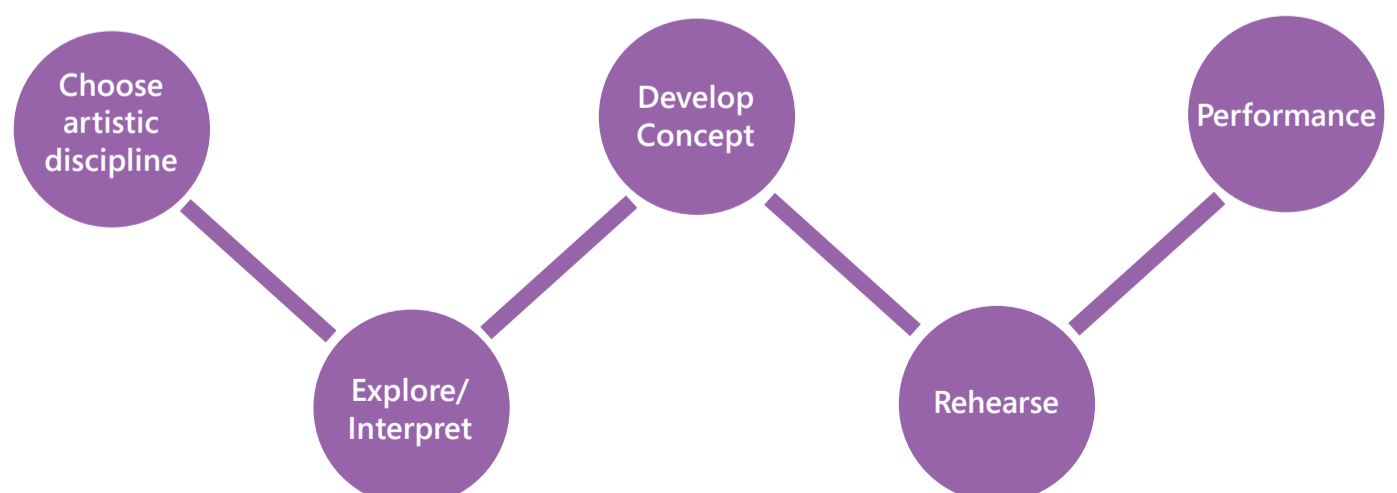 Choose
artistic
discipline
Explore/
Interpret
Develop
Concept
Rehearse
Performance